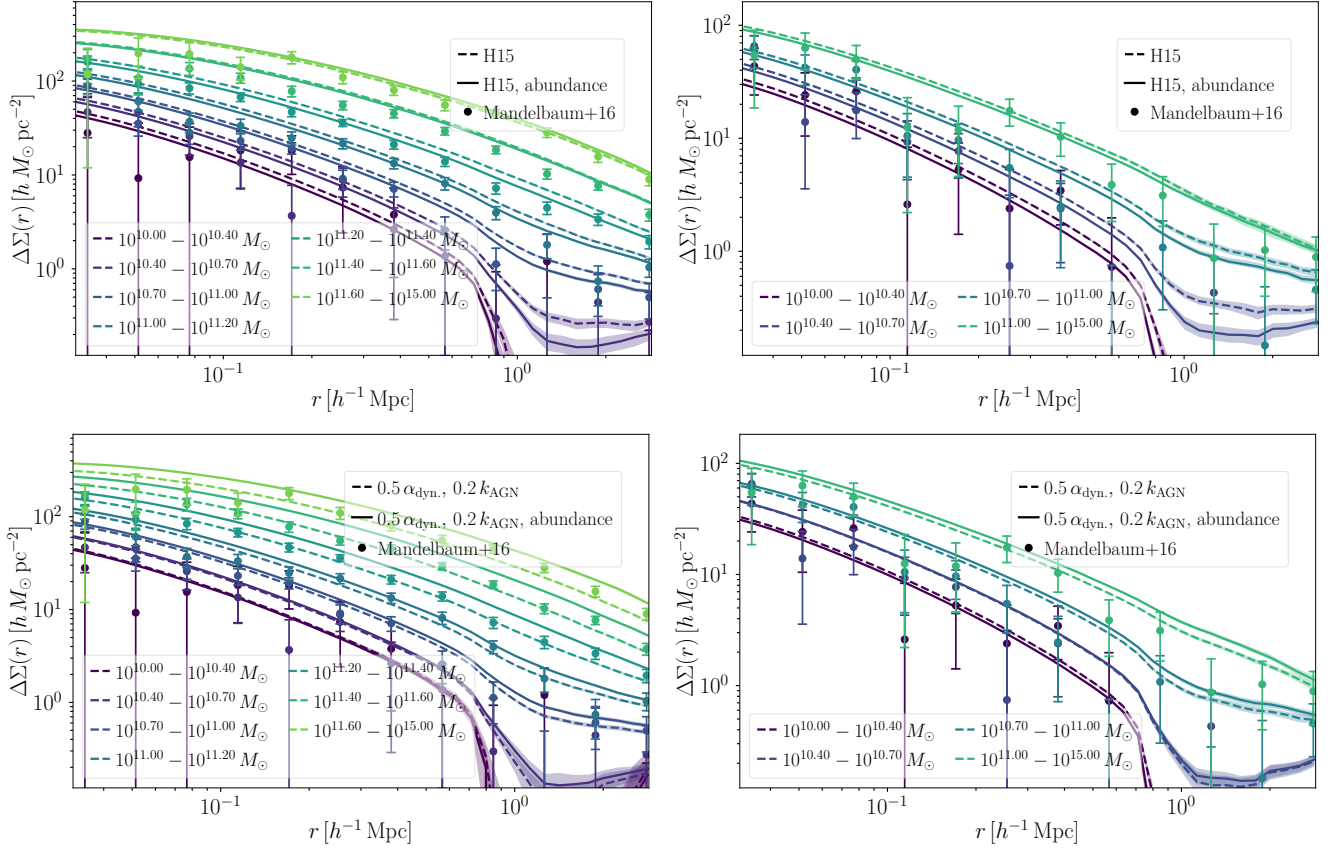 10² 10¹ 10⁰
ΔΣ(r) [h M⊙ pc⁻²]
H15
H15, abundance
Mandelbaum+16
10^10.00 − 10^10.40 M⊙
10^10.40 − 10^10.70 M⊙
10^10.70 − 10^11.00 M⊙
10^11.00 − 10^11.20 M⊙
10^11.20 − 10^11.40 M⊙
10^11.40 − 10^11.60 M⊙
10^11.60 − 10^15.00 M⊙
10⁻¹ 10⁰
r [h⁻¹ Mpc]
10² 10¹ 10⁰
ΔΣ(r) [h M⊙ pc⁻²]
H15
H15, abundance
Mandelbaum+16
10^10.00 − 10^10.40 M⊙
10^10.40 − 10^10.70 M⊙
10^10.70 − 10^11.00 M⊙
10^11.00 − 10^15.00 M⊙
10⁻¹ 10⁰
r [h⁻¹ Mpc]
10² 10¹ 10⁰
ΔΣ(r) [h M⊙ pc⁻²]
0.5 α_dyn., 0.2 k_AGN
0.5 α_dyn., 0.2 k_AGN, abundance
Mandelbaum+16
10^10.00 − 10^10.40 M⊙
10^10.40 − 10^10.70 M⊙
10^10.70 − 10^11.00 M⊙
10^11.00 − 10^11.20 M⊙
10^11.20 − 10^11.40 M⊙
10^11.40 − 10^11.60 M⊙
10^11.60 − 10^15.00 M⊙
10⁻¹ 10⁰
r [h⁻¹ Mpc]
10² 10¹ 10⁰
ΔΣ(r) [h M⊙ pc⁻²]
0.5 α_dyn., 0.2 k_AGN
0.5 α_dyn., 0.2 k_AGN, abundance
Mandelbaum+16
10^10.00 − 10^10.40 M⊙
10^10.40 − 10^10.70 M⊙
10^10.70 − 10^11.00 M⊙
10^11.00 − 10^15.00 M⊙
10⁻¹ 10⁰
r [h⁻¹ Mpc]